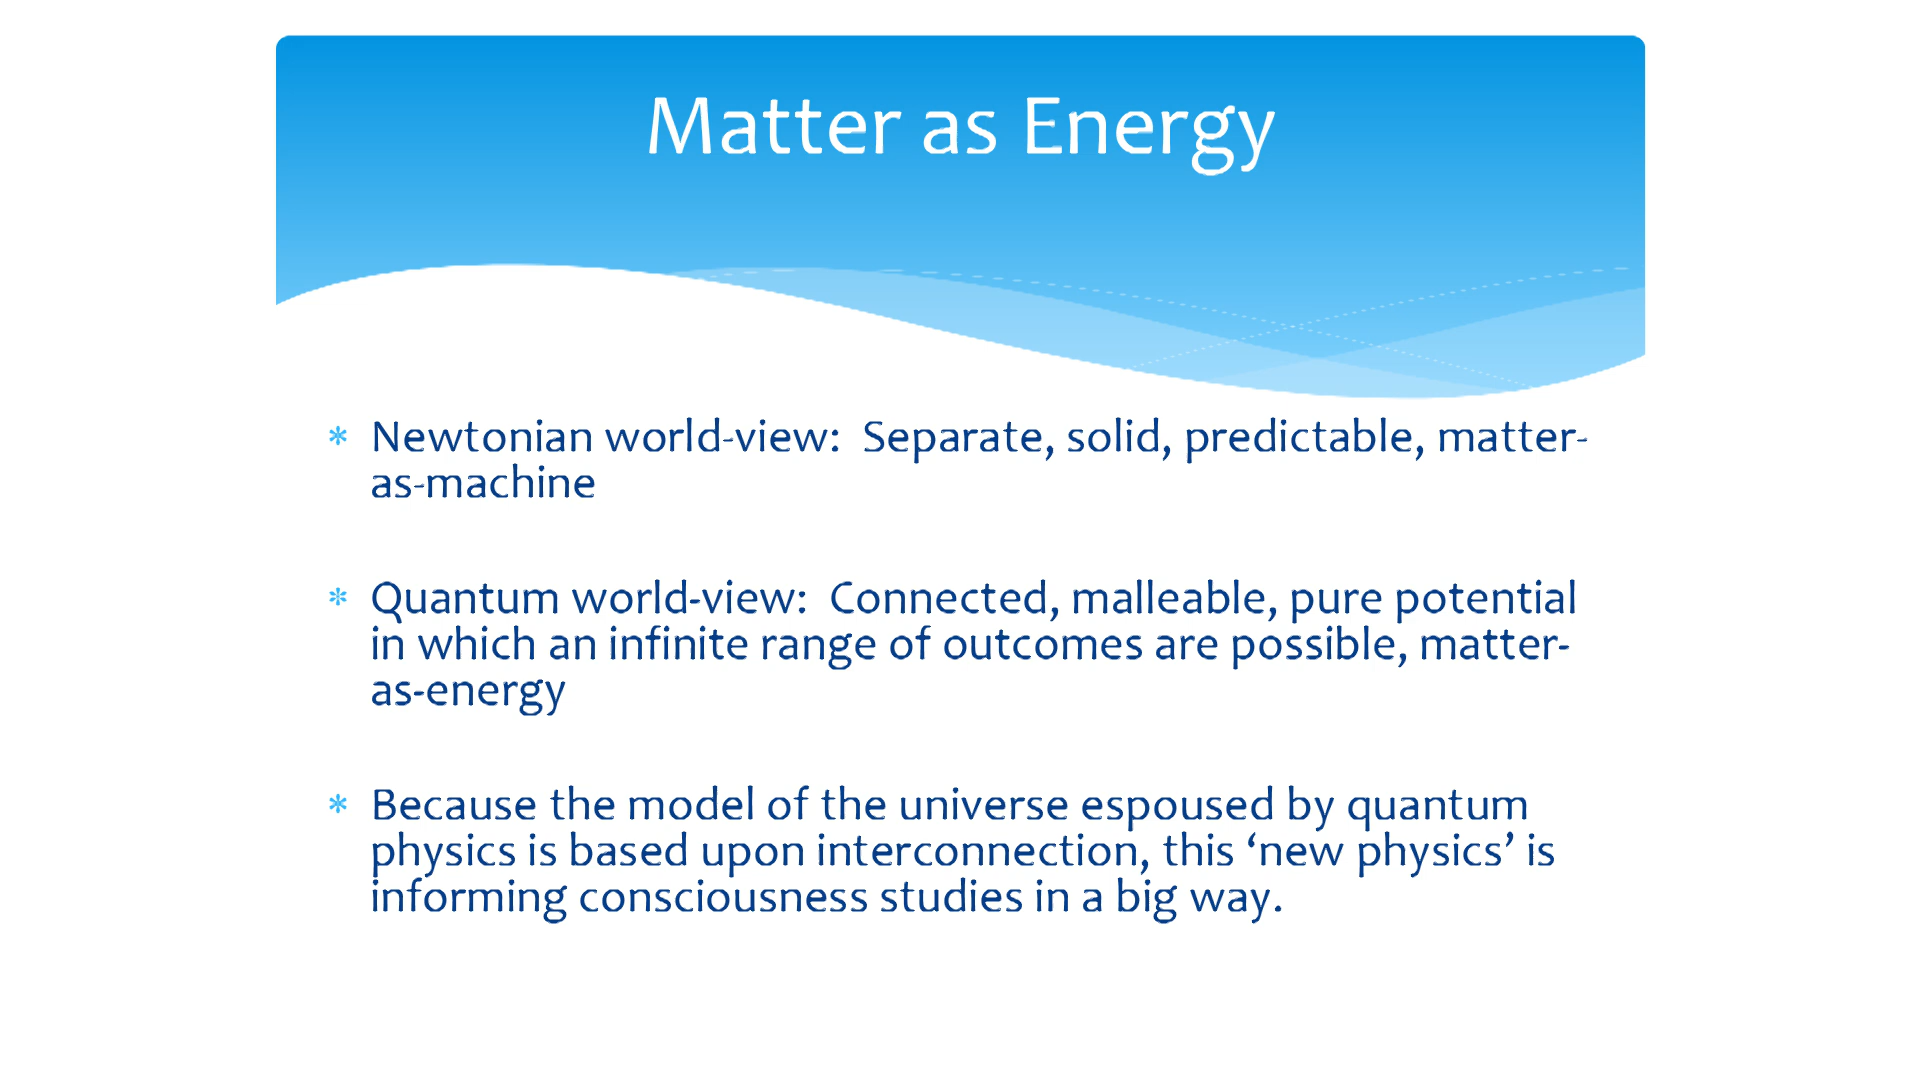 Matter as Energy
* Newtonian world-view:  Separate, solid, predictable, matter-
as-machine
* Quantum world-view:  Connected, malleable, pure potential
in which an infinite range of outcomes are possible, matter-
as-energy
* Because the model of the universe espoused by quantum
physics is based upon interconnection, this ‘new physics’ is
informing consciousness studies in a big way.